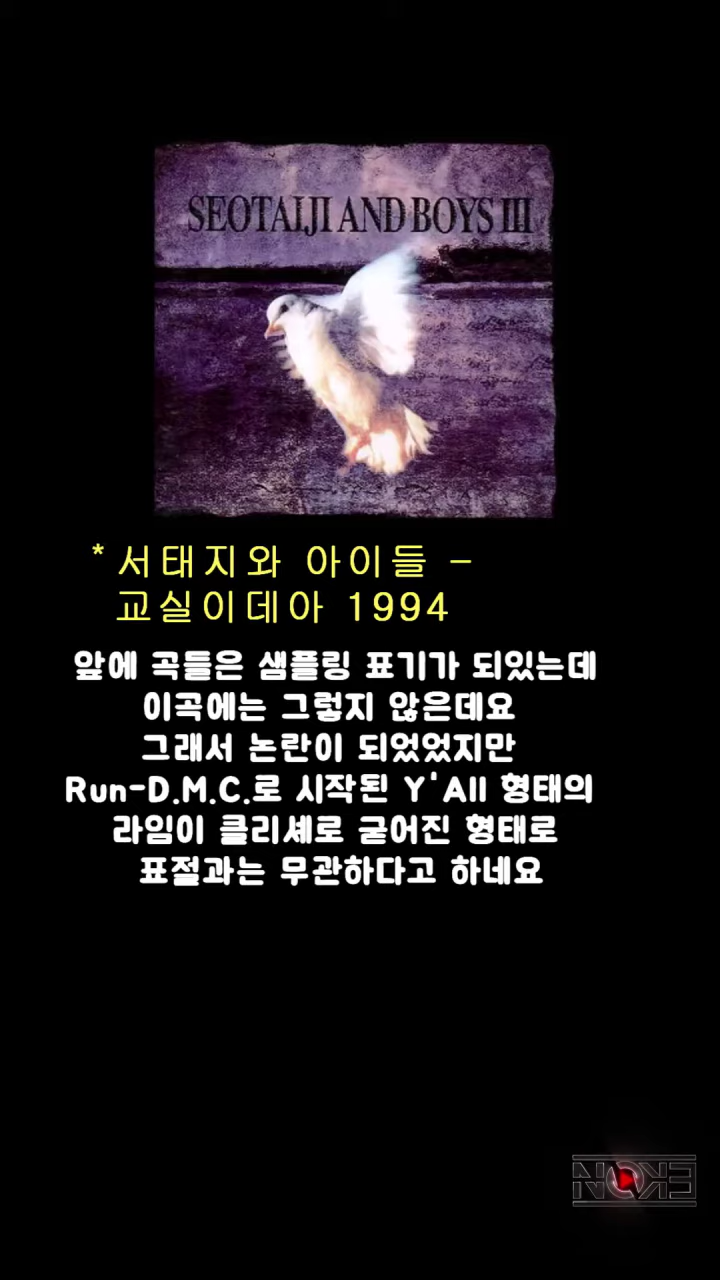 SEOTAIJI AND BOYS III
*서태지와 아이들 -
교실이데아 1994
앞에 곡들은 샘플링 표기가 되있는데
이곡에는 그렇지 않은데요
그래서 논란이 되었었지만
Run-D.M.C.로 시작된 Y'All 형태의
라임이 클리셰로 굳어진 형태로
표절과는 무관하다고 하네요